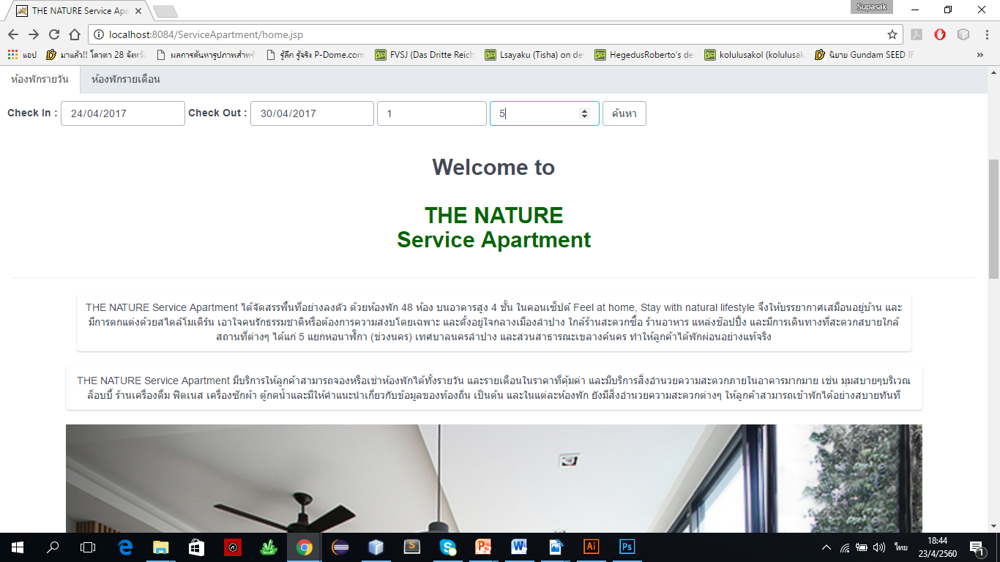 THE NATURE Service Apa
Supasak
localhost:8084/ServiceApartment/home.jsp
แอป มาแล้ว!! โควตา 28 จังหวั ผลการค้นหารูปภาพสำหรั รู้ลึก รู้จริง P-Dome.com FVSJ (Das Dritte Reich Lsayaku (Tisha) on de HegedusRoberto's de kolulusakol (kolulusak นิยาย Gundam SEED IF »
ห้องพักรายวัน ห้องพักรายเดือน
Check In : 24/04/2017 Check Out : 30/04/2017 1 5 ค้นหา
Welcome to
THE NATURE
Service Apartment
THE NATURE Service Apartment ได้จัดสรรพื้นที่อย่างลงตัว ด้วยห้องพัก 48 ห้อง บนอาคารสูง 4 ชั้น ในคอนเซ็ปต์ Feel at home, Stay with natural lifestyle จึงให้บรรยากาศเสมือนอยู่บ้าน และ
มีการตกแต่งด้วยสไตล์โมเดิร์น เอาใจคนรักธรรมชาติหรือต้องการความสงบโดยเฉพาะ และตั้งอยู่ใจกลางเมืองลำปาง ใกล้ร้านสะดวกซื้อ ร้านอาหาร แหล่งช๊อปปิ้ง และมีการเดินทางที่สะดวกสบายใกล้
สถานที่ต่างๆ ได้แก่ 5 แยกหอนาฬิกา (ข่วงนคร) เทศบาลนครลำปาง และสวนสาธารณะเขลางค์นคร ทำให้ลูกค้าได้พักผ่อนอย่างแท้จริง
THE NATURE Service Apartment มีบริการให้ลูกค้าสามารถจองหรือเช่าห้องพักได้ทั้งรายวัน และรายเดือนในราคาที่คุ้มค่า และมีบริการสิ่งอำนวยความสะดวกภายในอาคารมากมาย เช่น มุมสบายๆบริเวณ
ล็อบบี้ ร้านเครื่องดื่ม ฟิตเนส เครื่องซักผ้า ตู้กดน้ำและมีให้คำแนะนำเกี่ยวกับข้อมูลของท้องถิ่น เป็นต้น และในแต่ละห้องพัก ยังมีสิ่งอำนวยความสะดวกต่างๆ ให้ลูกค้าสามารถเข้าพักได้อย่างสบายทันที
ไทย
18:44
23/4/2560
1